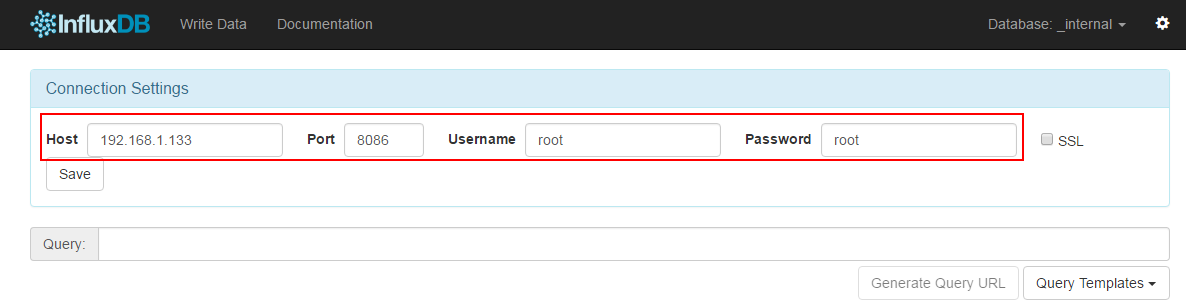 InfluxDB Write Data Documentation Database: _internal
Connection Settings
Host 192.168.1.133 Port 8086 Username root Password root SSL
Save
Query:
Generate Query URL Query Templates